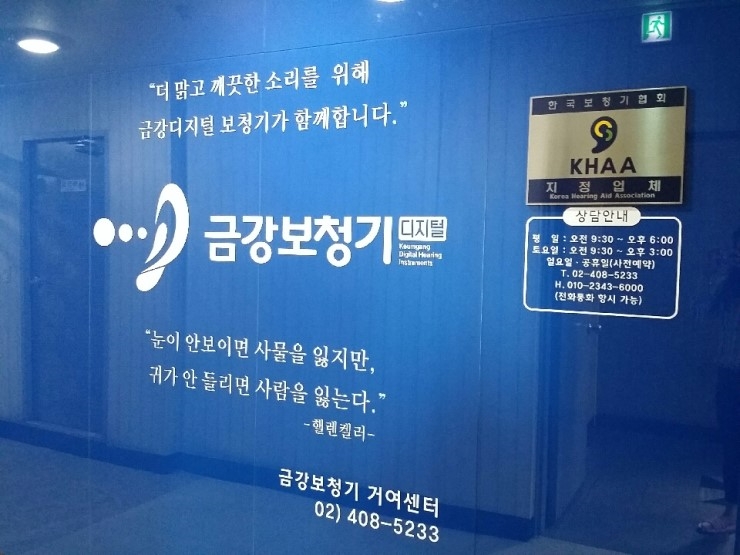 "더 맑고 깨끗한 소리를 위해
금강디지털 보청기가 함께합니다."
금강보청기 디지털
Keumgang
Digital Hearing
Instruments
"눈이 안보이면 사물을 잃지만,
귀가 안 들리면 사람을 잃는다."
-헬렌켈러-
금강보청기 거여센터
02) 408-5233
한국보청기협회
KHAA
지정업체
Korea Hearing Aid Association
상담안내
평 일 : 오전 9:30 ~ 오후 6:00
토요일 : 오전 9:30 ~ 오후 3:00
일요일 · 공휴일(사전예약)
T. 02-408-5233
H. 010-2343-6000
(전화통화 항시 가능)